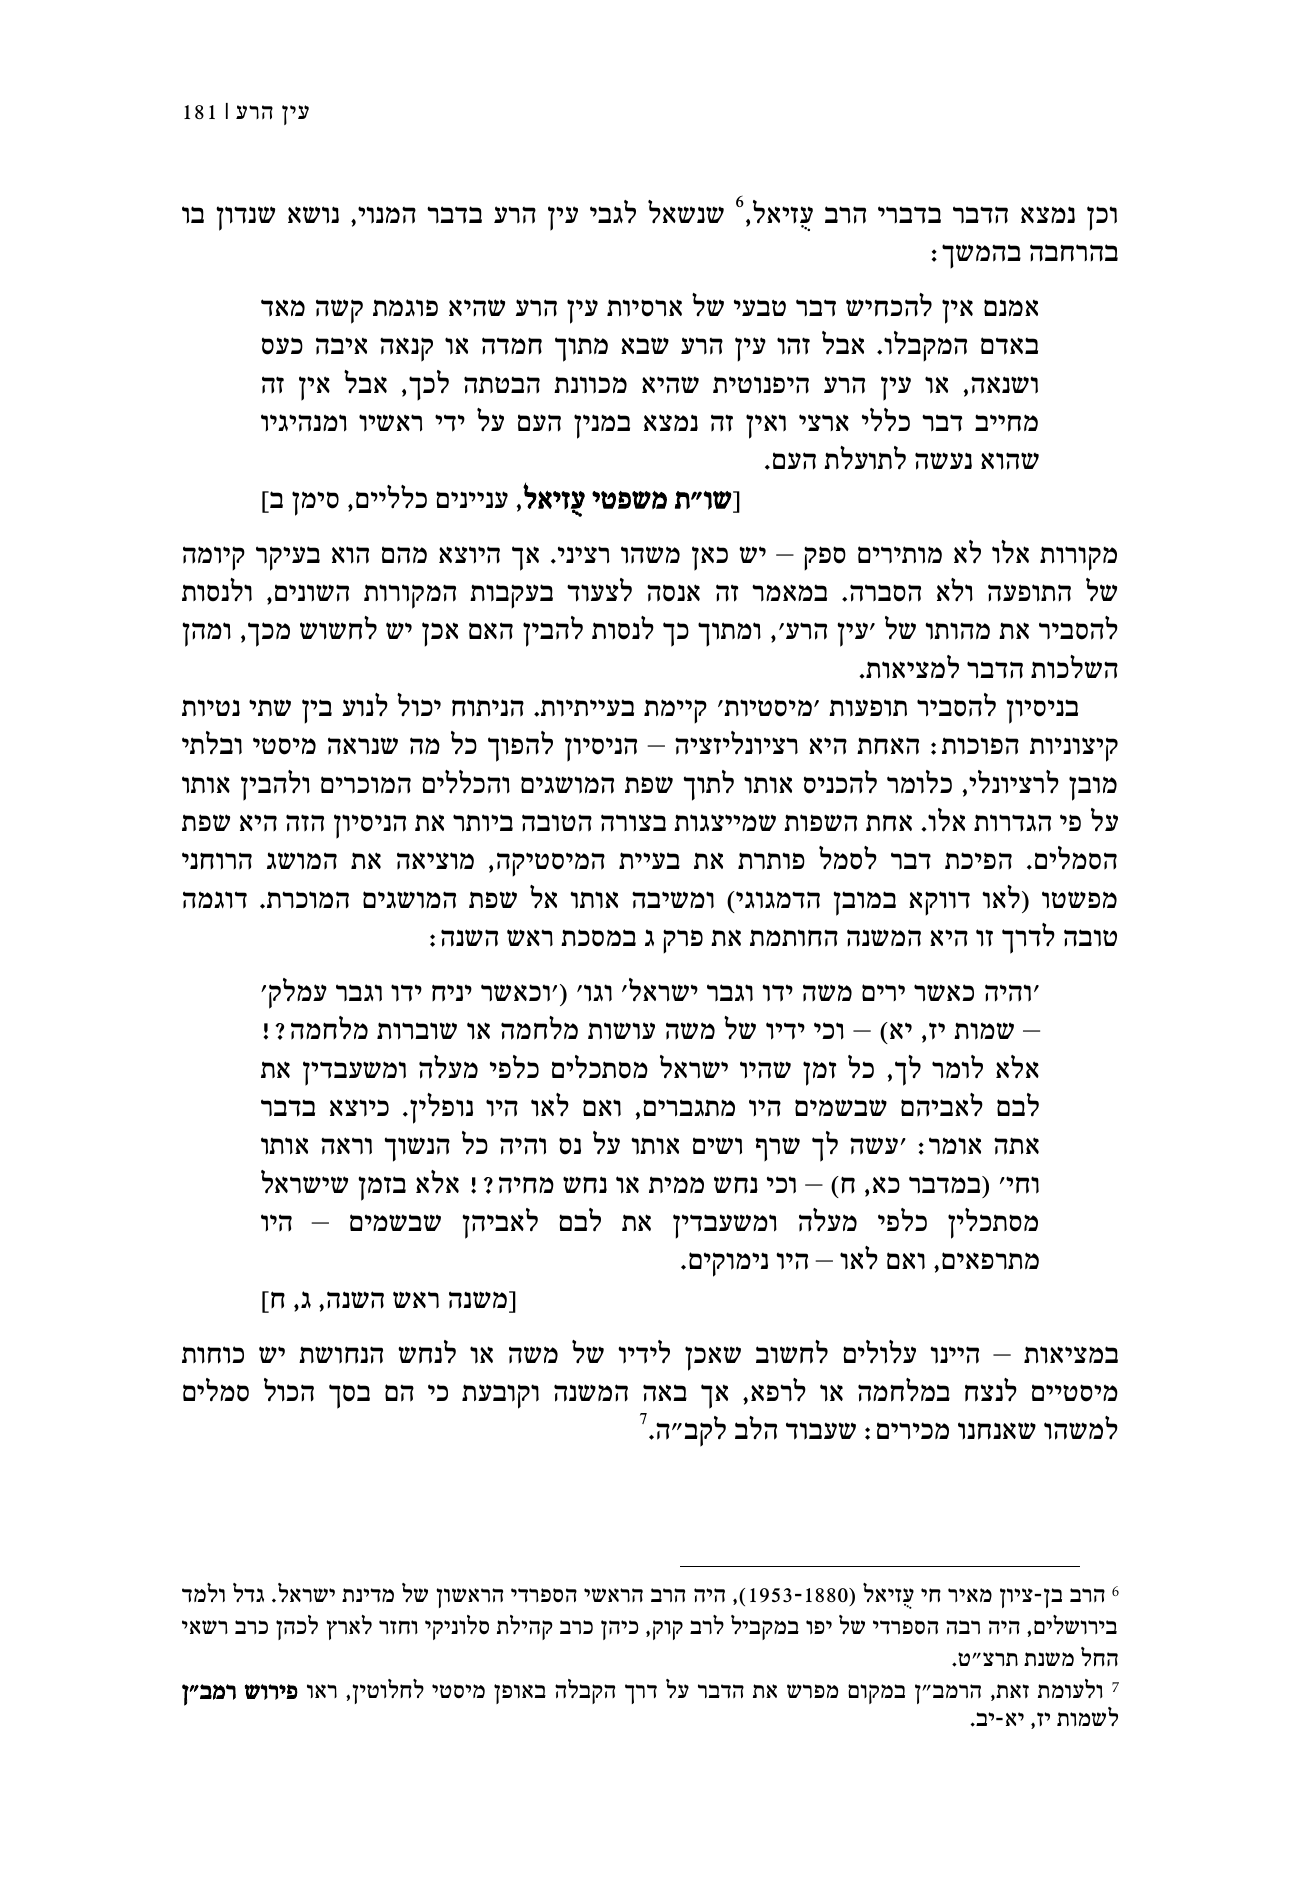 עין הרע | 181
וכן נמצא הדבר בדברי הרב עֻזיאל,6 שנשאל לגבי עין הרע בדבר המנוי, נושא שנדון בו
בהרחבה בהמשך:
אמנם אין להכחיש דבר טבעי של ארסיות עין הרע שהיא פוגמת קשה מאד
באדם המקבלו. אבל זהו עין הרע שבא מתוך חמדה או קנאה איבה כעס
ושנאה, או עין הרע היפנוטית שהיא מכוונת הבטתה לכך, אבל אין זה
מחייב דבר כללי ארצי ואין זה נמצא במנין העם על ידי ראשיו ומנהיגיו
שהוא נעשה לתועלת העם.
[שו״ת משפטי עֻזיאל, עניינים כלליים, סימן ב]
מקורות אלו לא מותירים ספק – יש כאן משהו רציני. אך היוצא מהם הוא בעיקר קיומה
של התופעה ולא הסברה. במאמר זה אנסה לצעוד בעקבות המקורות השונים, ולנסות
להסביר את מהותו של ׳עין הרע׳, ומתוך כך לנסות להבין האם אכן יש לחשוש מכך, ומהן
השלכות הדבר למציאות.
בניסיון להסביר תופעות ׳מיסטיות׳ קיימת בעייתיות. הניתוח יכול לנוע בין שתי נטיות
קיצוניות הפוכות: האחת היא רציונליזציה – הניסיון להפוך כל מה שנראה מיסטי ובלתי
מובן לרציונלי, כלומר להכניס אותו לתוך שפת המושגים והכללים המוכרים ולהבין אותו
על פי הגדרות אלו. אחת השפות שמייצגות בצורה הטובה ביותר את הניסיון הזה היא שפת
הסמלים. הפיכת דבר לסמל פותרת את בעיית המיסטיקה, מוציאה את המושג הרוחני
מפשטו (לאו דווקא במובן הדמגוגי) ומשיבה אותו אל שפת המושגים המוכרת. דוגמה
טובה לדרך זו היא המשנה החותמת את פרק ג במסכת ראש השנה:
׳והיה כאשר ירים משה ידו וגבר ישראל׳ וגו׳ (׳וכאשר יניח ידו וגבר עמלק׳
– שמות יז, יא) – וכי ידיו של משה עושות מלחמה או שוברות מלחמה?!
אלא לומר לך, כל זמן שהיו ישראל מסתכלים כלפי מעלה ומשעבדין את
לבם לאביהם שבשמים היו מתגברים, ואם לאו היו נופלין. כיוצא בדבר
אתה אומר: ׳עשה לך שרף ושים אותו על נס והיה כל הנשוך וראה אותו
וחי׳ (במדבר כא, ח) – וכי נחש ממית או נחש מחיה?! אלא בזמן שישראל
מסתכלין כלפי מעלה ומשעבדין את לבם לאביהן שבשמים – היו
מתרפאים, ואם לאו – היו נימוקים.
[משנה ראש השנה, ג, ח]
במציאות – היינו עלולים לחשוב שאכן לידיו של משה או לנחש הנחושת יש כוחות
מיסטיים לנצח במלחמה או לרפא, אך באה המשנה וקובעת כי הם בסך הכול סמלים
למשהו שאנחנו מכירים: שעבוד הלב לקב״ה.7
6 הרב בן-ציון מאיר חי עֻזיאל (1953-1880), היה הרב הראשי הספרדי הראשון של מדינת ישראל. גדל ולמד
בירושלים, היה רבה הספרדי של יפו במקביל לרב קוק, כיהן כרב קהילת סלוניקי וחזר לארץ לכהן כרב רשאי
החל משנת תרצ״ט.
7 ולעומת זאת, הרמב״ן במקום מפרש את הדבר על דרך הקבלה באופן מיסטי לחלוטין, ראו פירוש רמב״ן
לשמות יז, יא-יב.